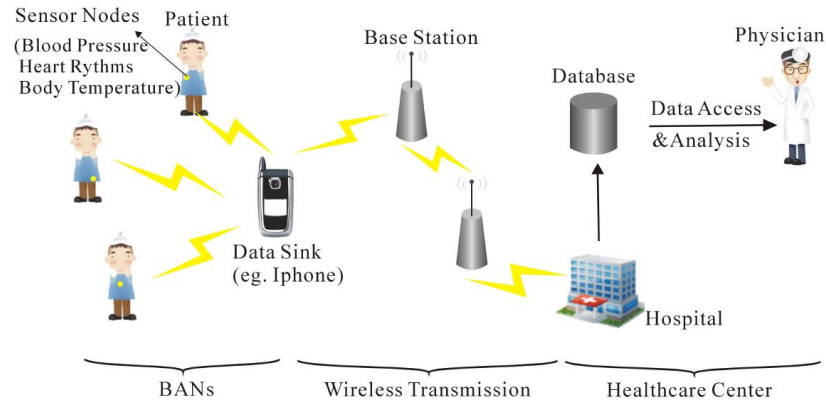 Sensor Nodes
Patient
(Blood Pressure
Heart Rythms
Body Temperature)
Base Station
Physician
Database
Data Access
&Analysis
Data Sink
(eg. Iphone)
Hospital
BANs
Wireless Transmission
Healthcare Center